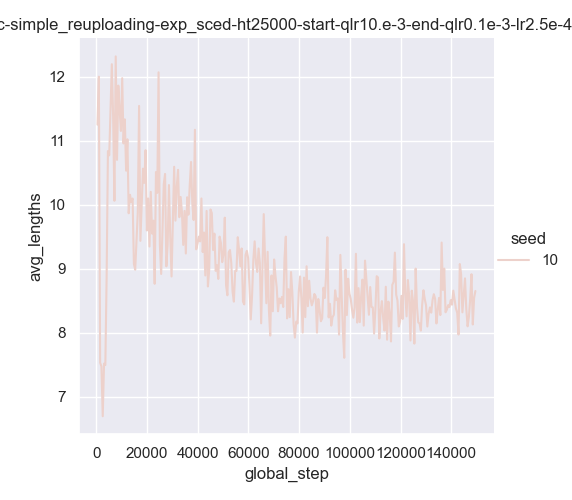 c-simple_reuploading-exp_sced-ht25000-start-qlr10.e-3-end-qlr0.1e-3-lr2.5e-4
12
11
10
9
8
7
avg_lengths
0 20000 40000 60000 80000 100000 120000 140000
global_step
seed
10